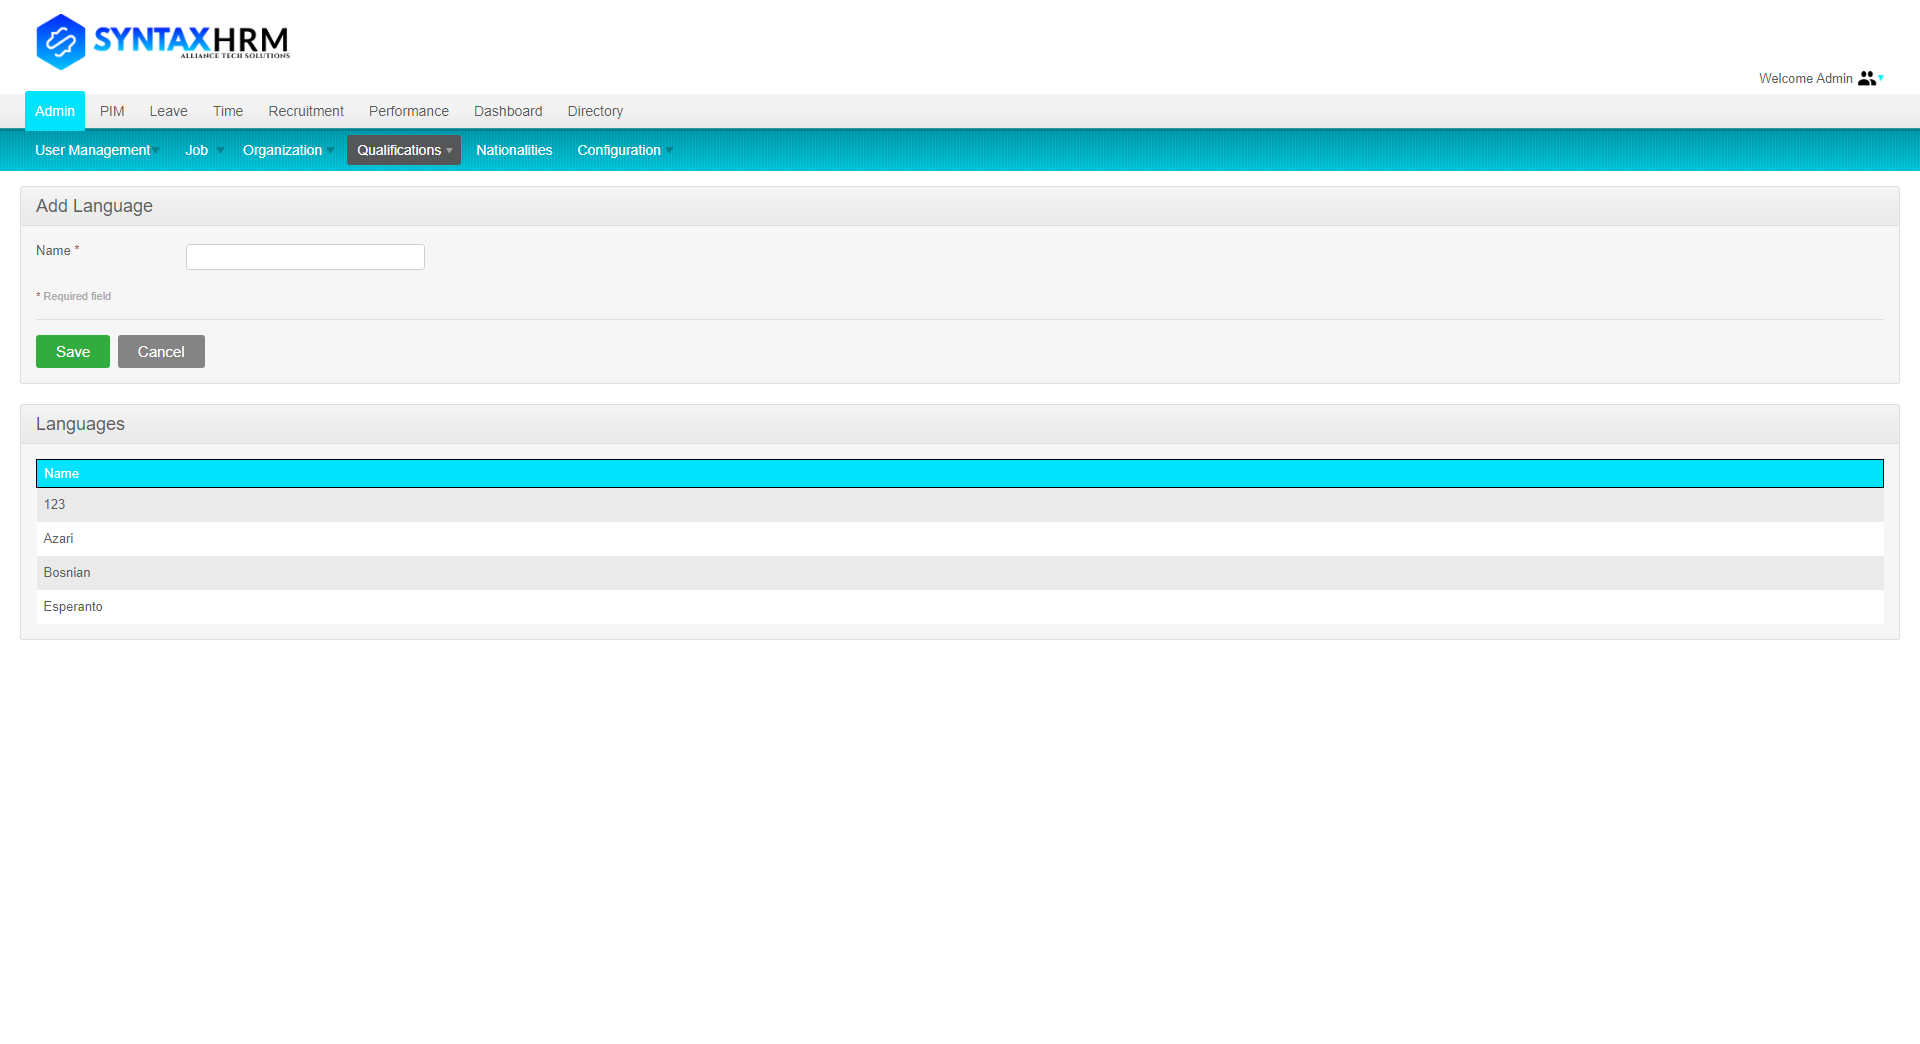 SYNTAXHRM
ALLIANCE TECH SOLUTIONS
Welcome Admin
Admin PIM Leave Time Recruitment Performance Dashboard Directory
User Management Job Organization Qualifications Nationalities Configuration
Add Language
Name *
* Required field
Save Cancel
Languages
Name
123
Azari
Bosnian
Esperanto